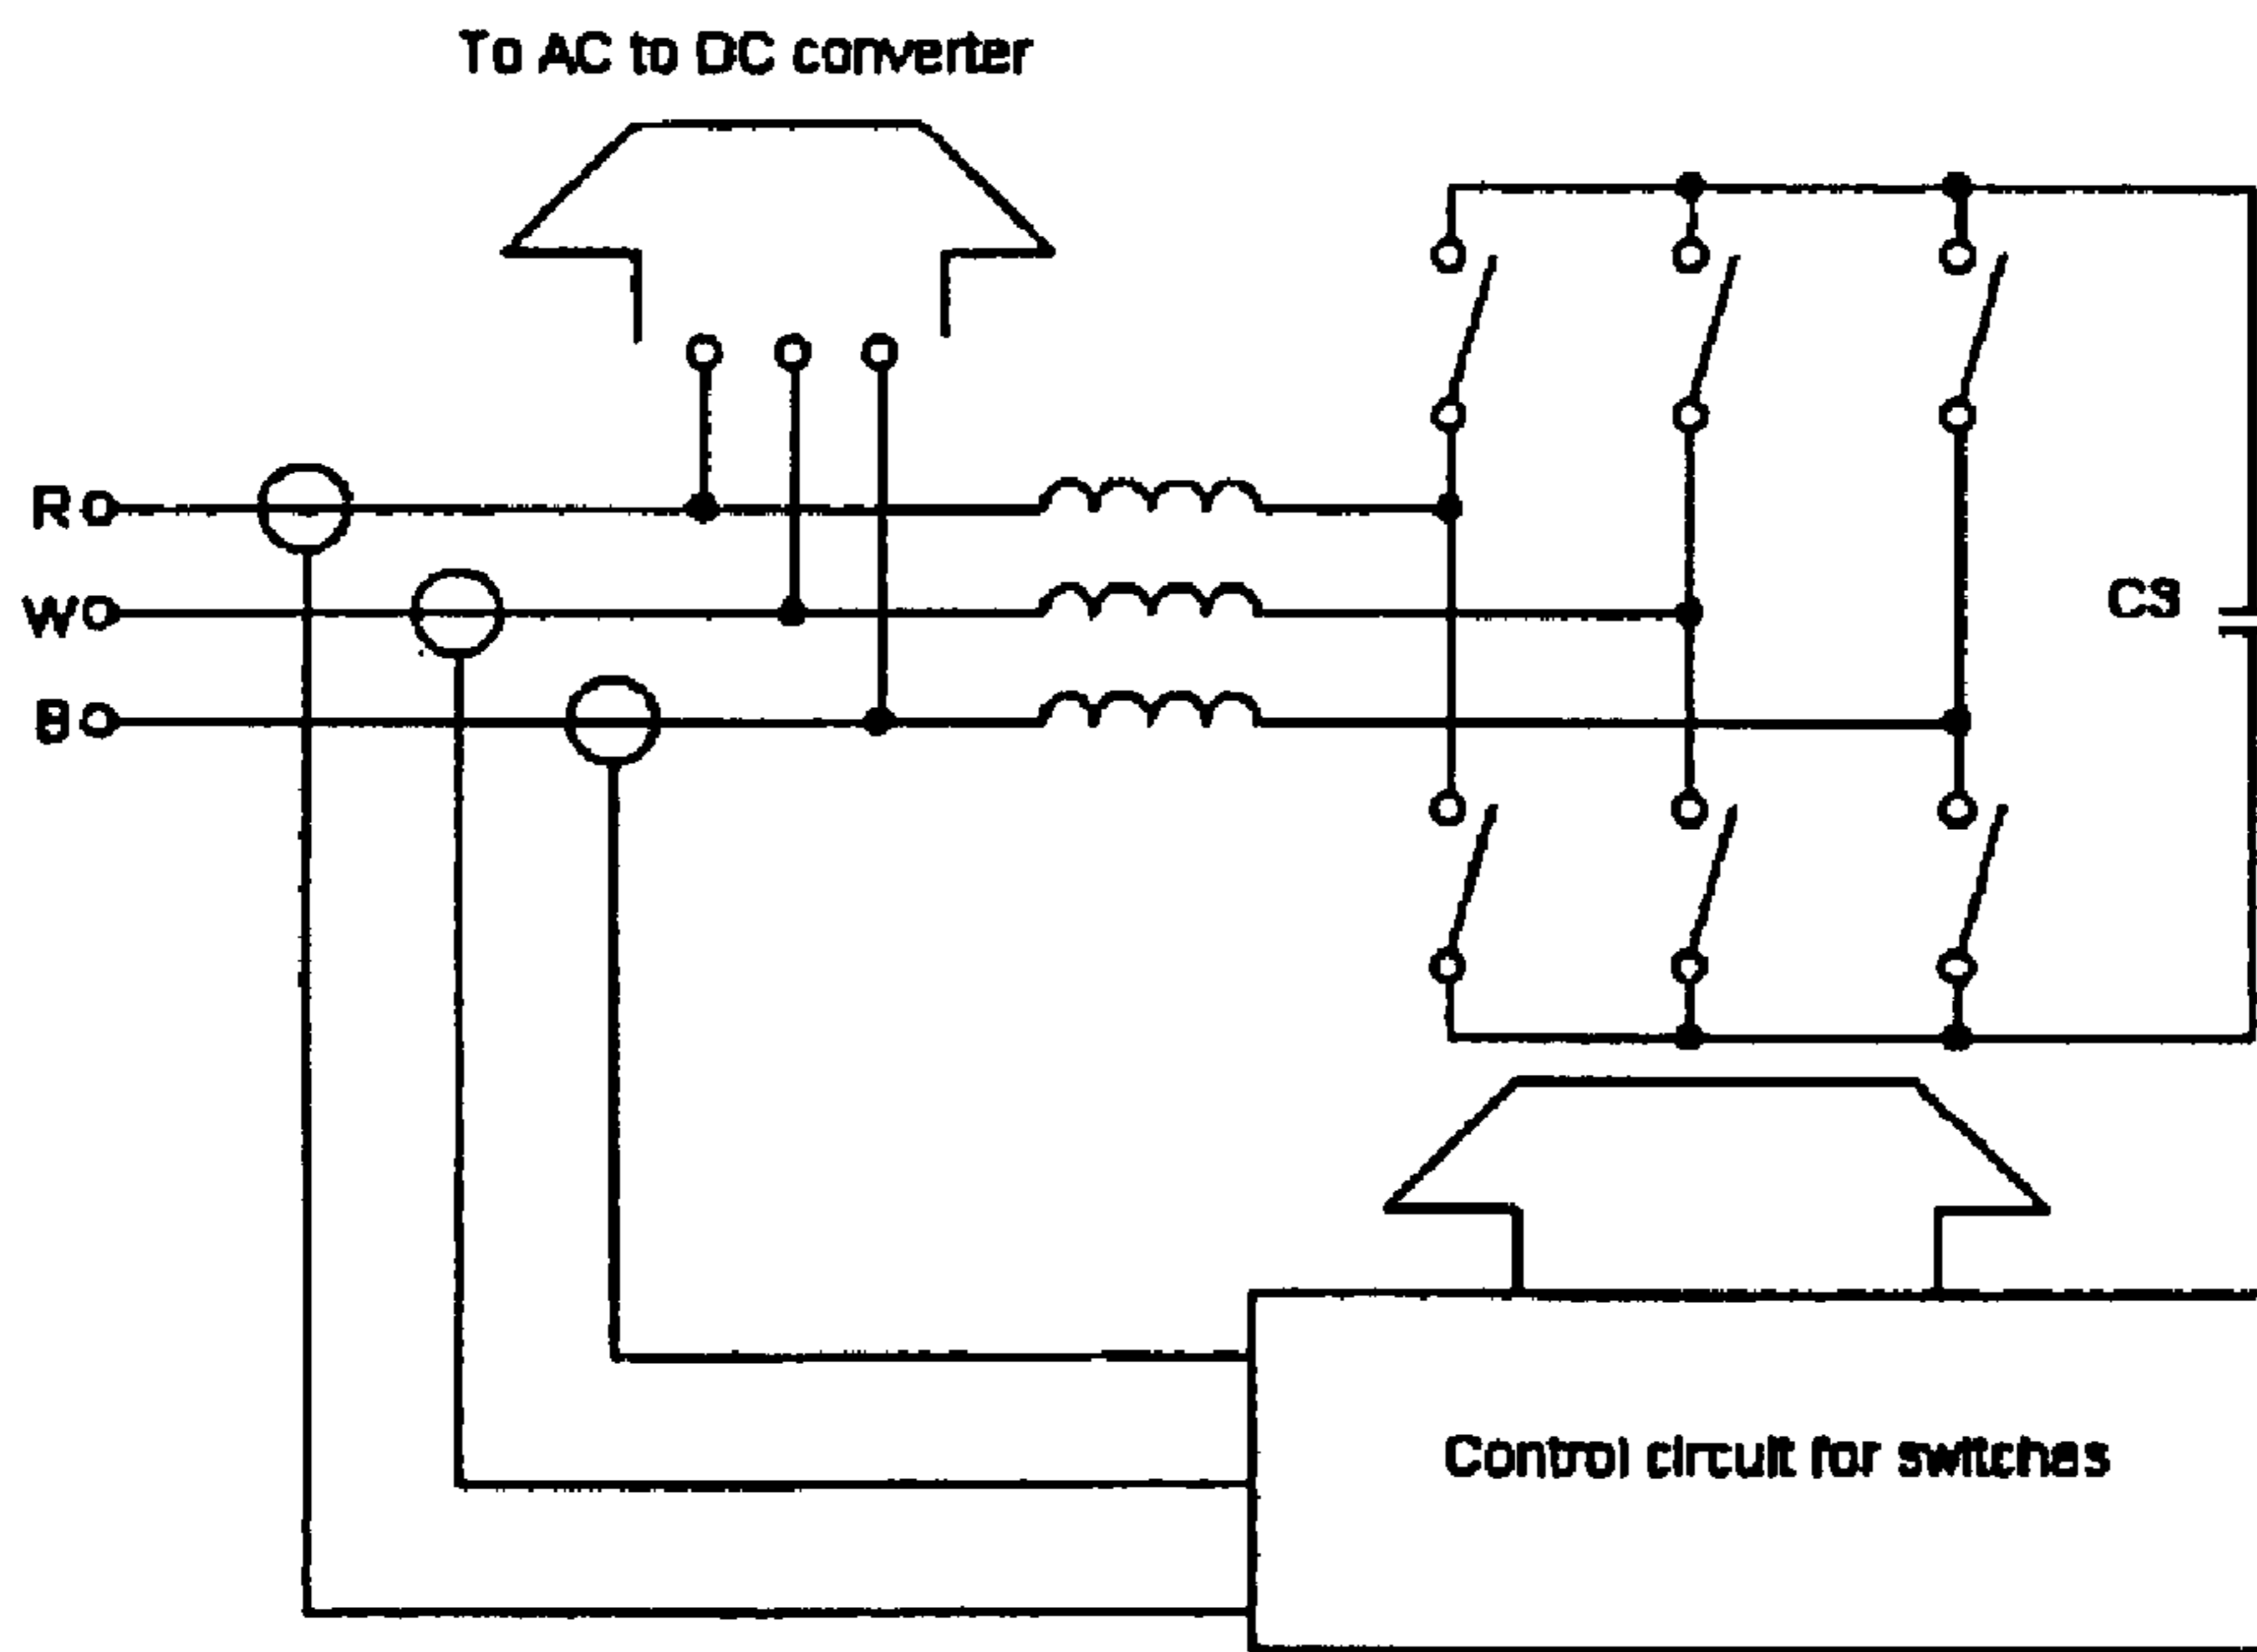 To AC to DC converter
R
W
B
CS
Control circuit for switches